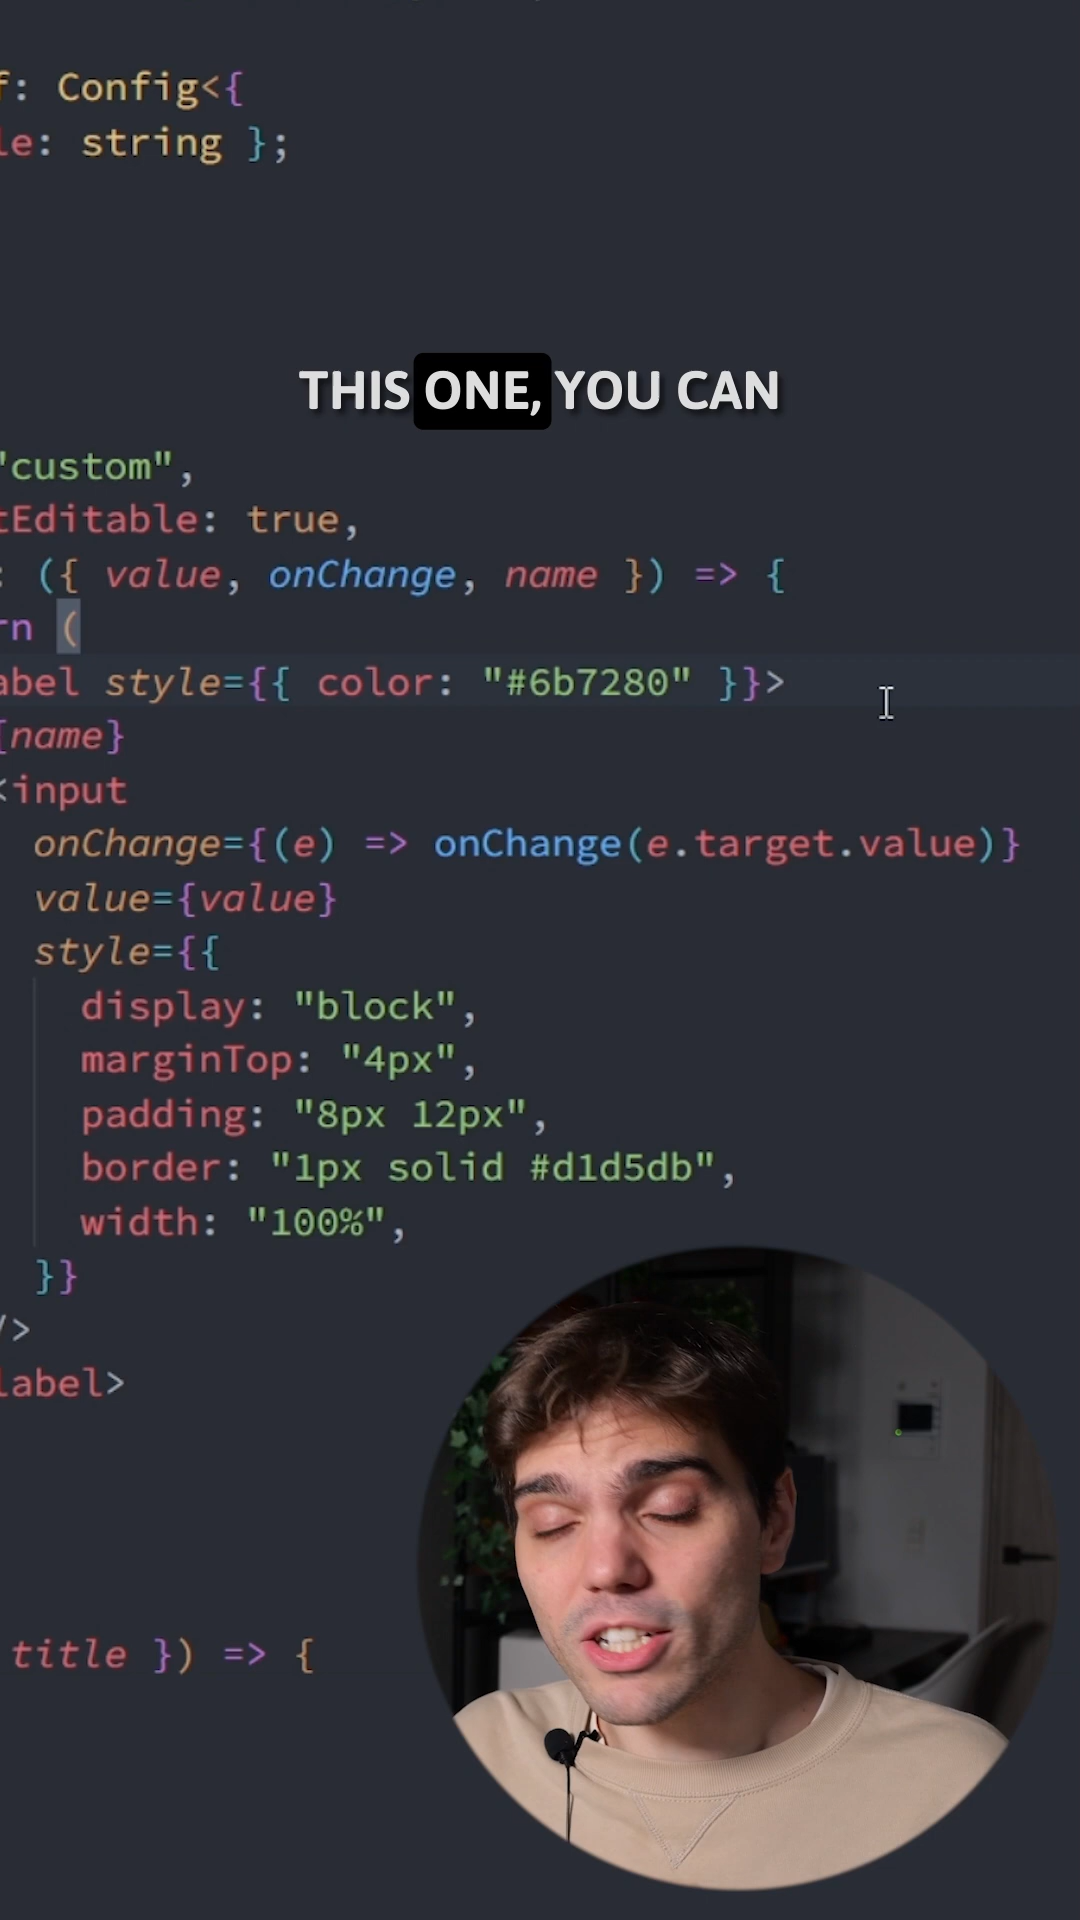 f: Config<{
le: string };
THIS ONE, YOU CAN
"custom",
tEditable: true,
: ({ value, onChange, name }) => {
rn (
abel style={{ color: "#6b7280" }}>
{name}
<input
onChange={(e) => onChange(e.target.value)}
value={value}
style={{
display: "block",
marginTop: "4px",
padding: "8px 12px",
border: "1px solid #d1d5db",
width: "100%",
}}
/>
label>
title }) => {